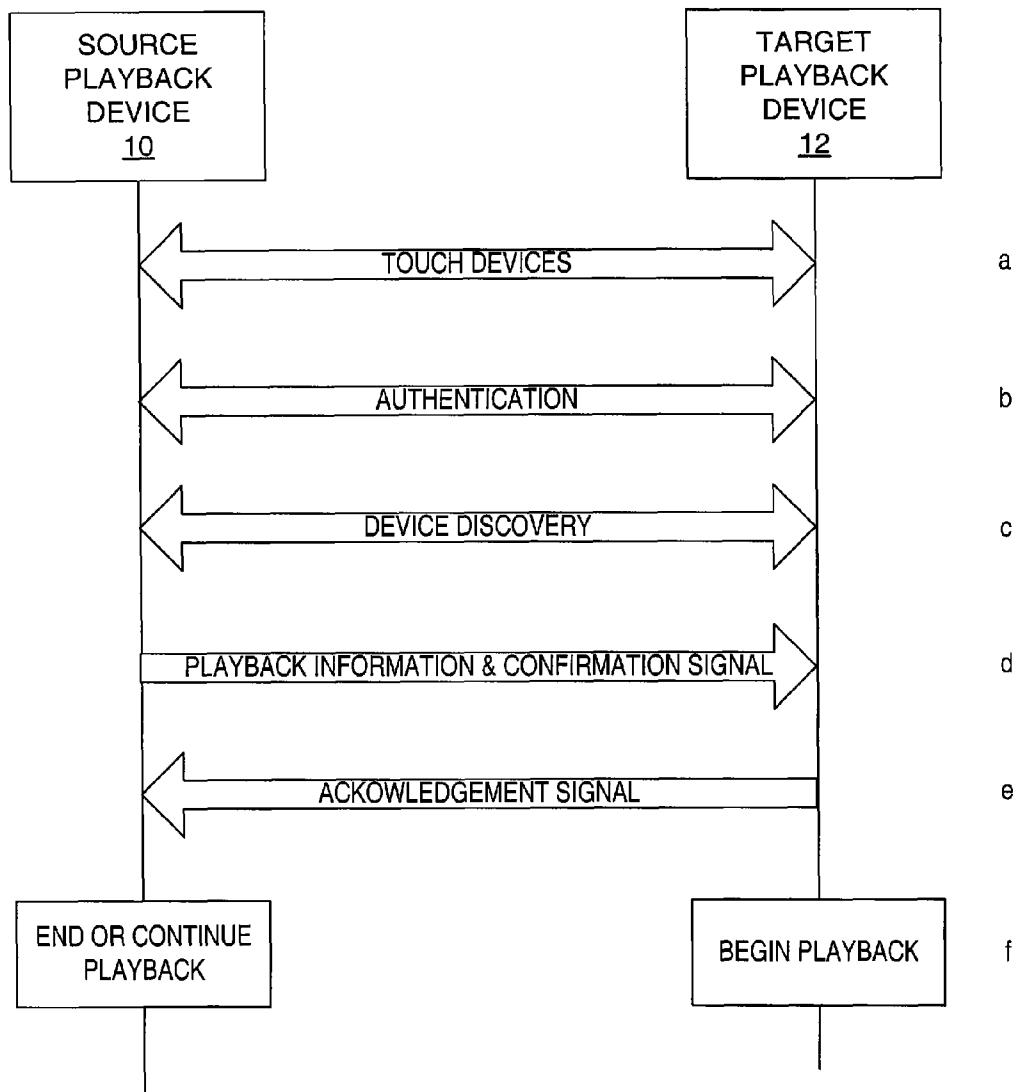 SOURCE
PLAYBACK
DEVICE
10
TARGET
PLAYBACK
DEVICE
12
TOUCH DEVICES
a
AUTHENTICATION
b
DEVICE DISCOVERY
c
PLAYBACK INFORMATION & CONFIRMATION SIGNAL
d
ACKOWLEDGEMENT SIGNAL
e
END OR CONTINUE
PLAYBACK
BEGIN PLAYBACK
f